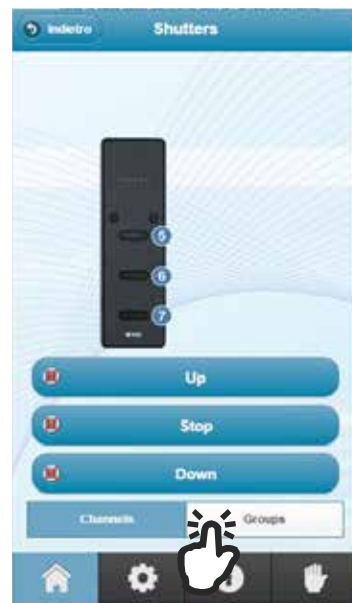 Indietro
Shutters
5
6
7
Up
Stop
Down
Channels
Groups